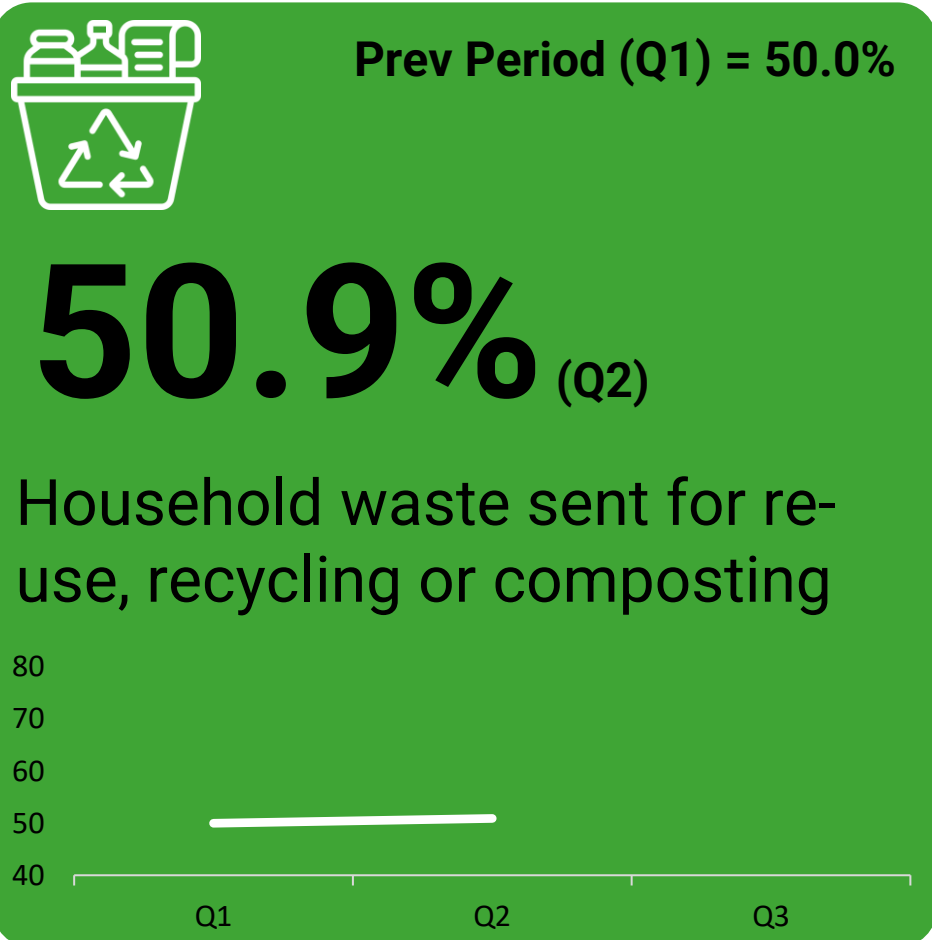 Prev Period (Q1) = 50.0%
50.9% (Q2)
Household waste sent for re-
use, recycling or composting
80
70
60
50
40
Q1 Q2 Q3